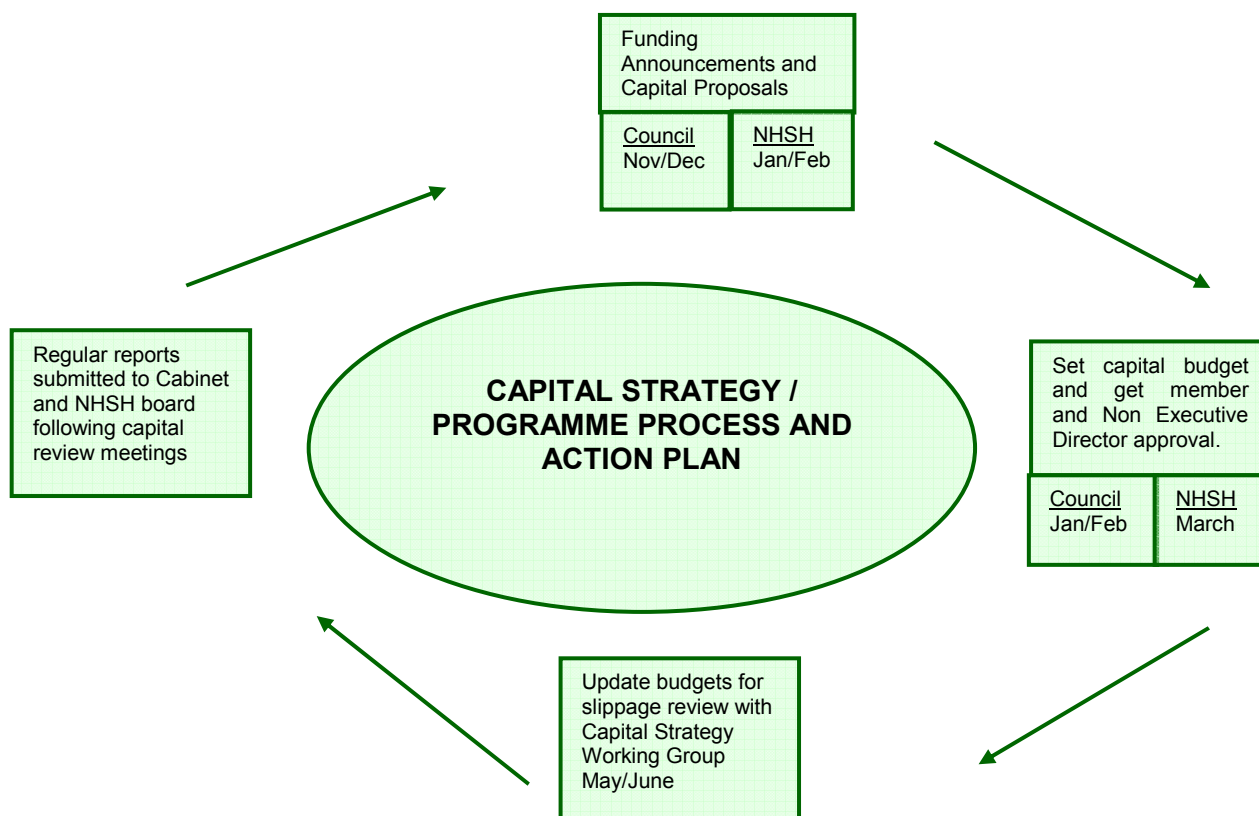 Funding
Announcements and
Capital Proposals
Council
Nov/Dec
NHSH
Jan/Feb
Regular reports
submitted to Cabinet
and NHSH board
following capital
review meetings
CAPITAL STRATEGY /
PROGRAMME PROCESS AND
ACTION PLAN
Set capital budget
and get member
and Non Executive
Director approval.
Council
Jan/Feb
NHSH
March
Update budgets for
slippage review with
Capital Strategy
Working Group
May/June